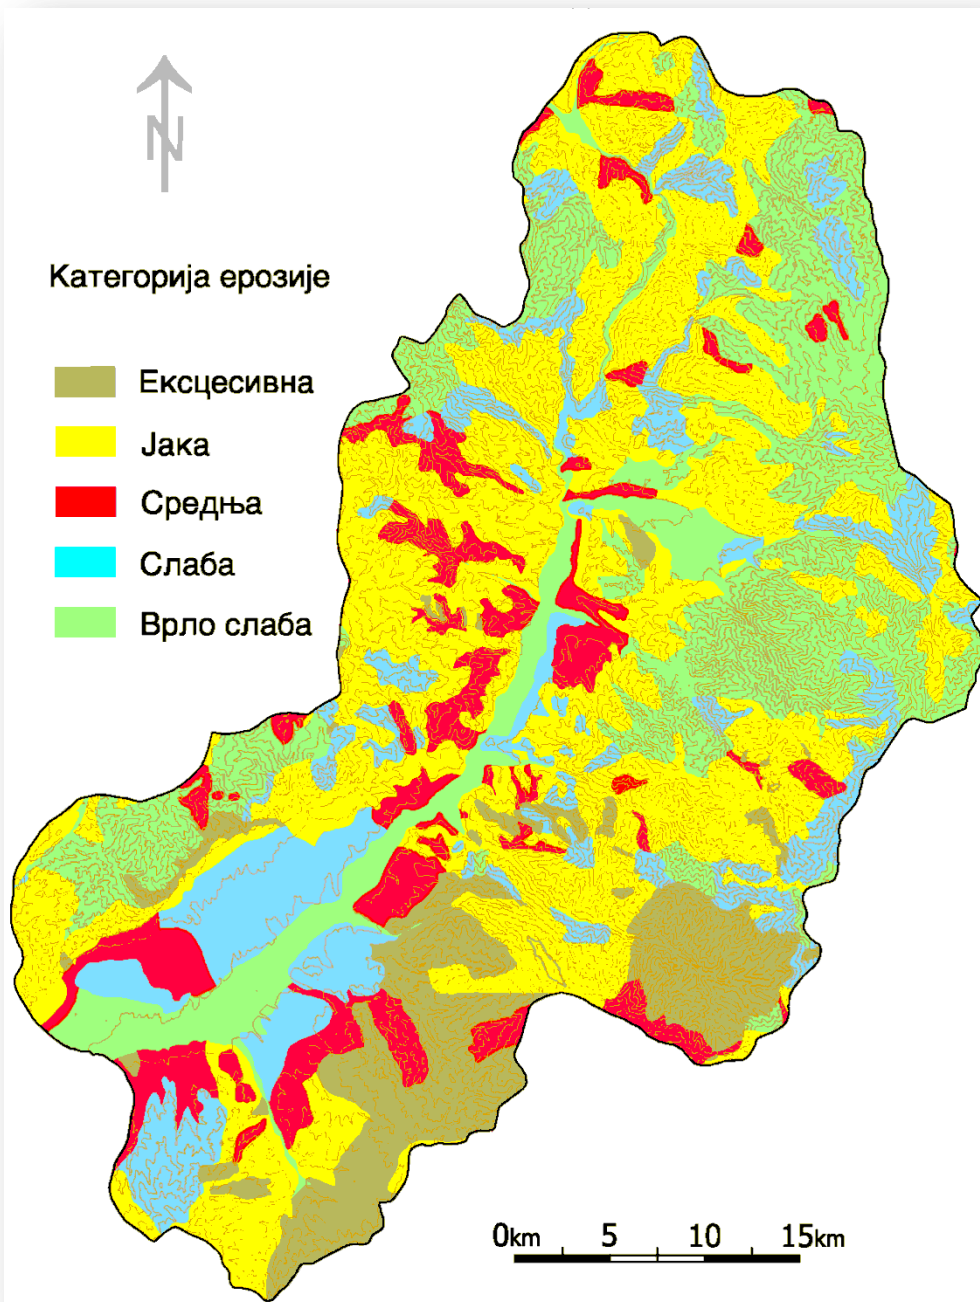 N
Категорија ерозије
Ексцесивна
Јака
Средња
Слаба
Врло слаба
0km 5 10 15km